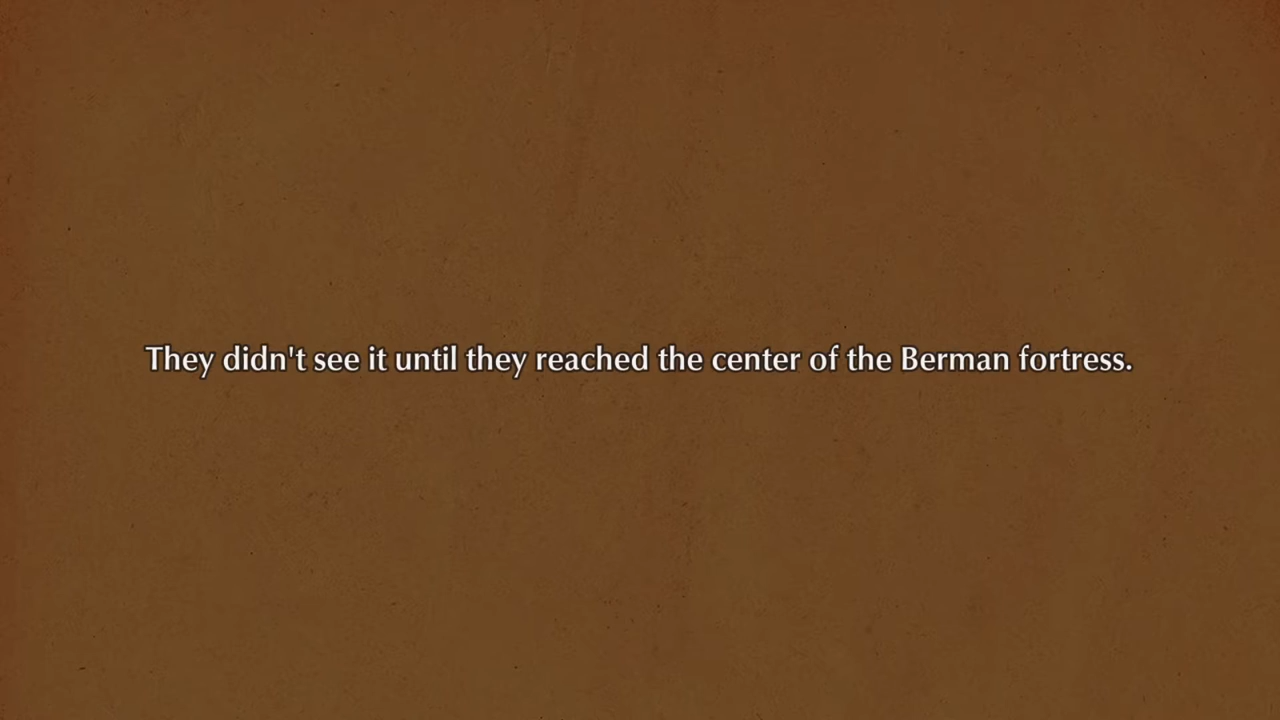 They didn't see it until they reached the center of the Berman fortress.